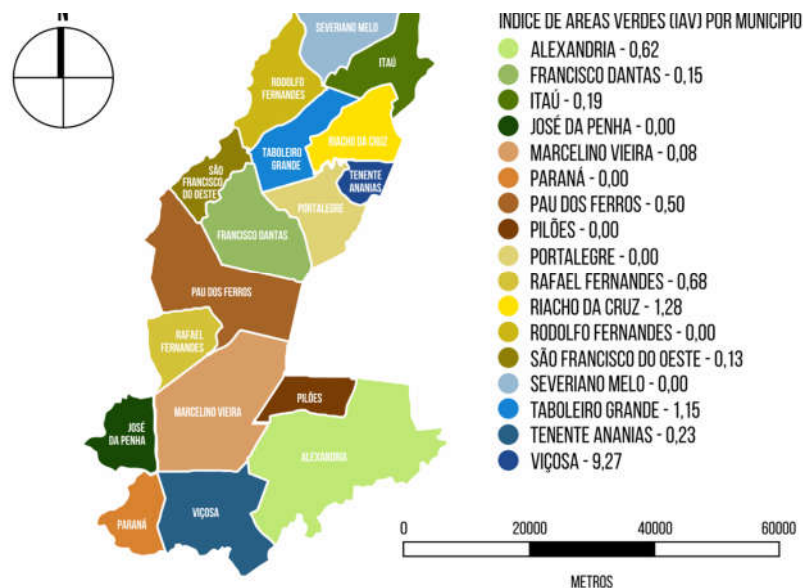 N
ÍNDICE DE ÁREAS VERDES (IAV) POR MUNICÍPIO
ALEXANDRIA - 0,62
FRANCISCO DANTAS - 0,15
ITAÚ - 0,19
JOSÉ DA PENHA - 0,00
MARCELINO VIEIRA - 0,08
PARANÁ - 0,00
PAU DOS FERROS - 0,50
PILÕES - 0,00
PORTALEGRE - 0,00
RAFAEL FERNANDES - 0,68
RIACHO DA CRUZ - 1,28
RODOLFO FERNANDES - 0,00
SÃO FRANCISCO DO OESTE - 0,13
SEVERIANO MELO - 0,00
TABOLEIRO GRANDE - 1,15
TENENTE ANANIAS - 0,23
VIÇOSA - 9,27
SEVERIANO MELO
ITAÚ
RODOLFO
FERNANDES
RIACHO DA CRUZ
TABOLEIRO
GRANDE
SÃO
FRANCISCO
DO OESTE
TENENTE
ANANIAS
PORTALEGRE
FRANCISCO DANTAS
PAU DOS FERROS
RAFAEL
FERNANDES
PILÕES
MARCELINO VIEIRA
JOSÉ
DA PENHA
ALEXANDRIA
VIÇOSA
PARANÁ
0
20000
40000
60000
METROS